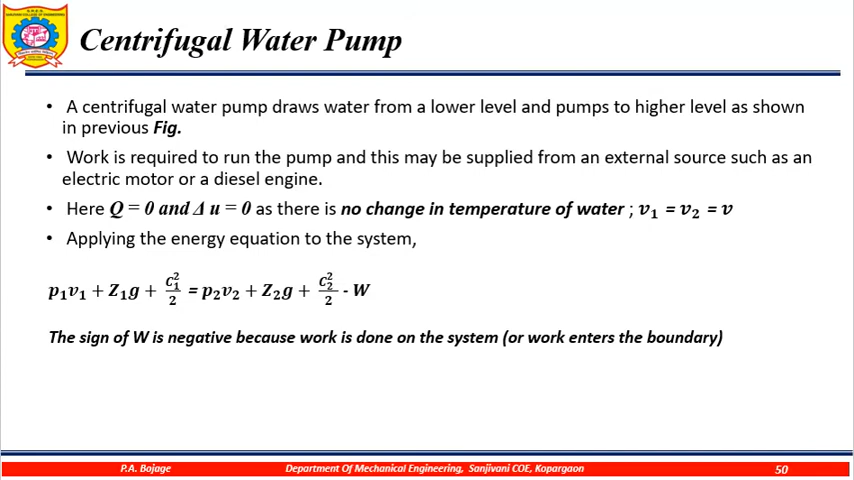 Centrifugal Water Pump
• A centrifugal water pump draws water from a lower level and pumps to higher level as shown
in previous Fig.
• Work is required to run the pump and this may be supplied from an external source such as an
electric motor or a diesel engine.
• Here Q = 0 and Δ u = 0 as there is no change in temperature of water ; v₁ = v₂ = v
• Applying the energy equation to the system,
p₁v₁ + Z₁g + C₁²/2 = p₂v₂ + Z₂g + C₂²/2 - W
The sign of W is negative because work is done on the system (or work enters the boundary)
P.A. Bojage Department Of Mechanical Engineering, Sanjivani COE, Kopargaon 50